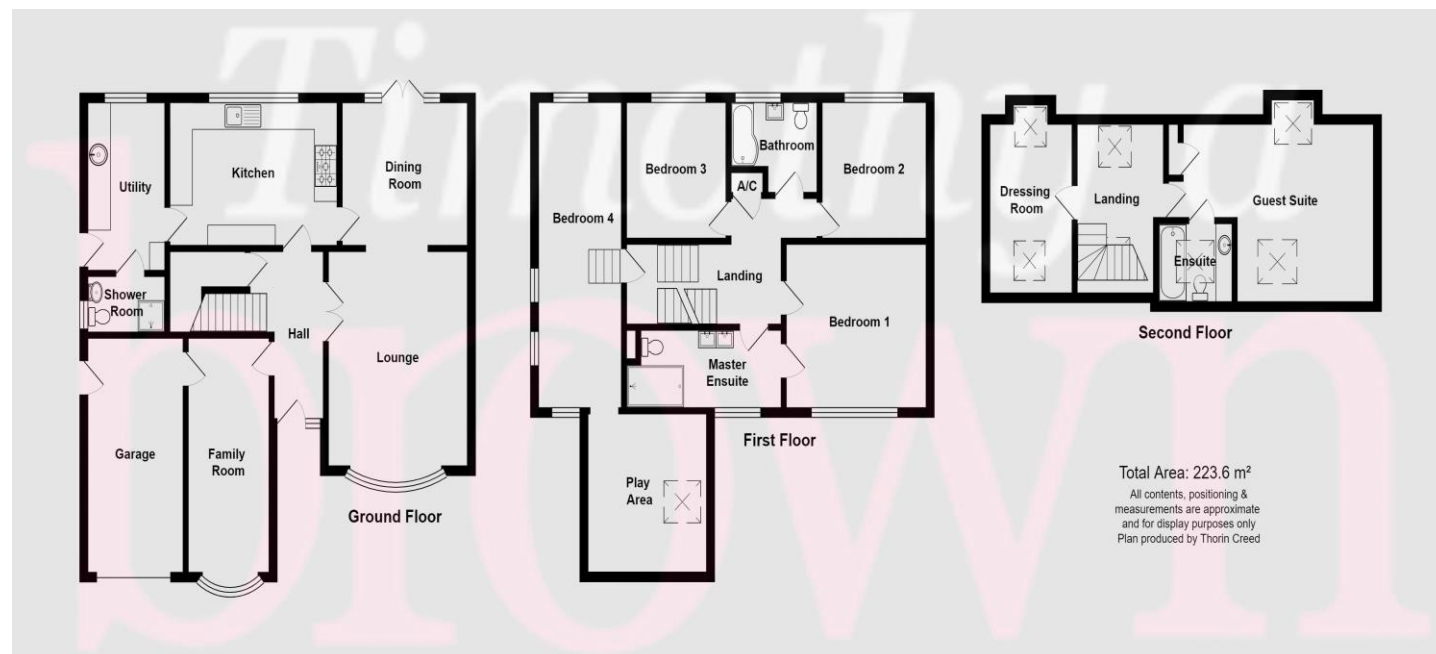 Timothy a
brown
Utility
Kitchen
Dining
Room
Shower
Room
Hall
Lounge
Garage
Family
Room
Ground Floor
Bedroom 3
Bathroom
Bedroom 2
A/C
Bedroom 4
Landing
Bedroom 1
Master
Ensuite
First Floor
Play
Area
Dressing
Room
Landing
Guest Suite
Ensuite
Second Floor
Total Area: 223.6 m²
All contents, positioning &
measurements are approximate
and for display purposes only
Plan produced by Thorin Creed